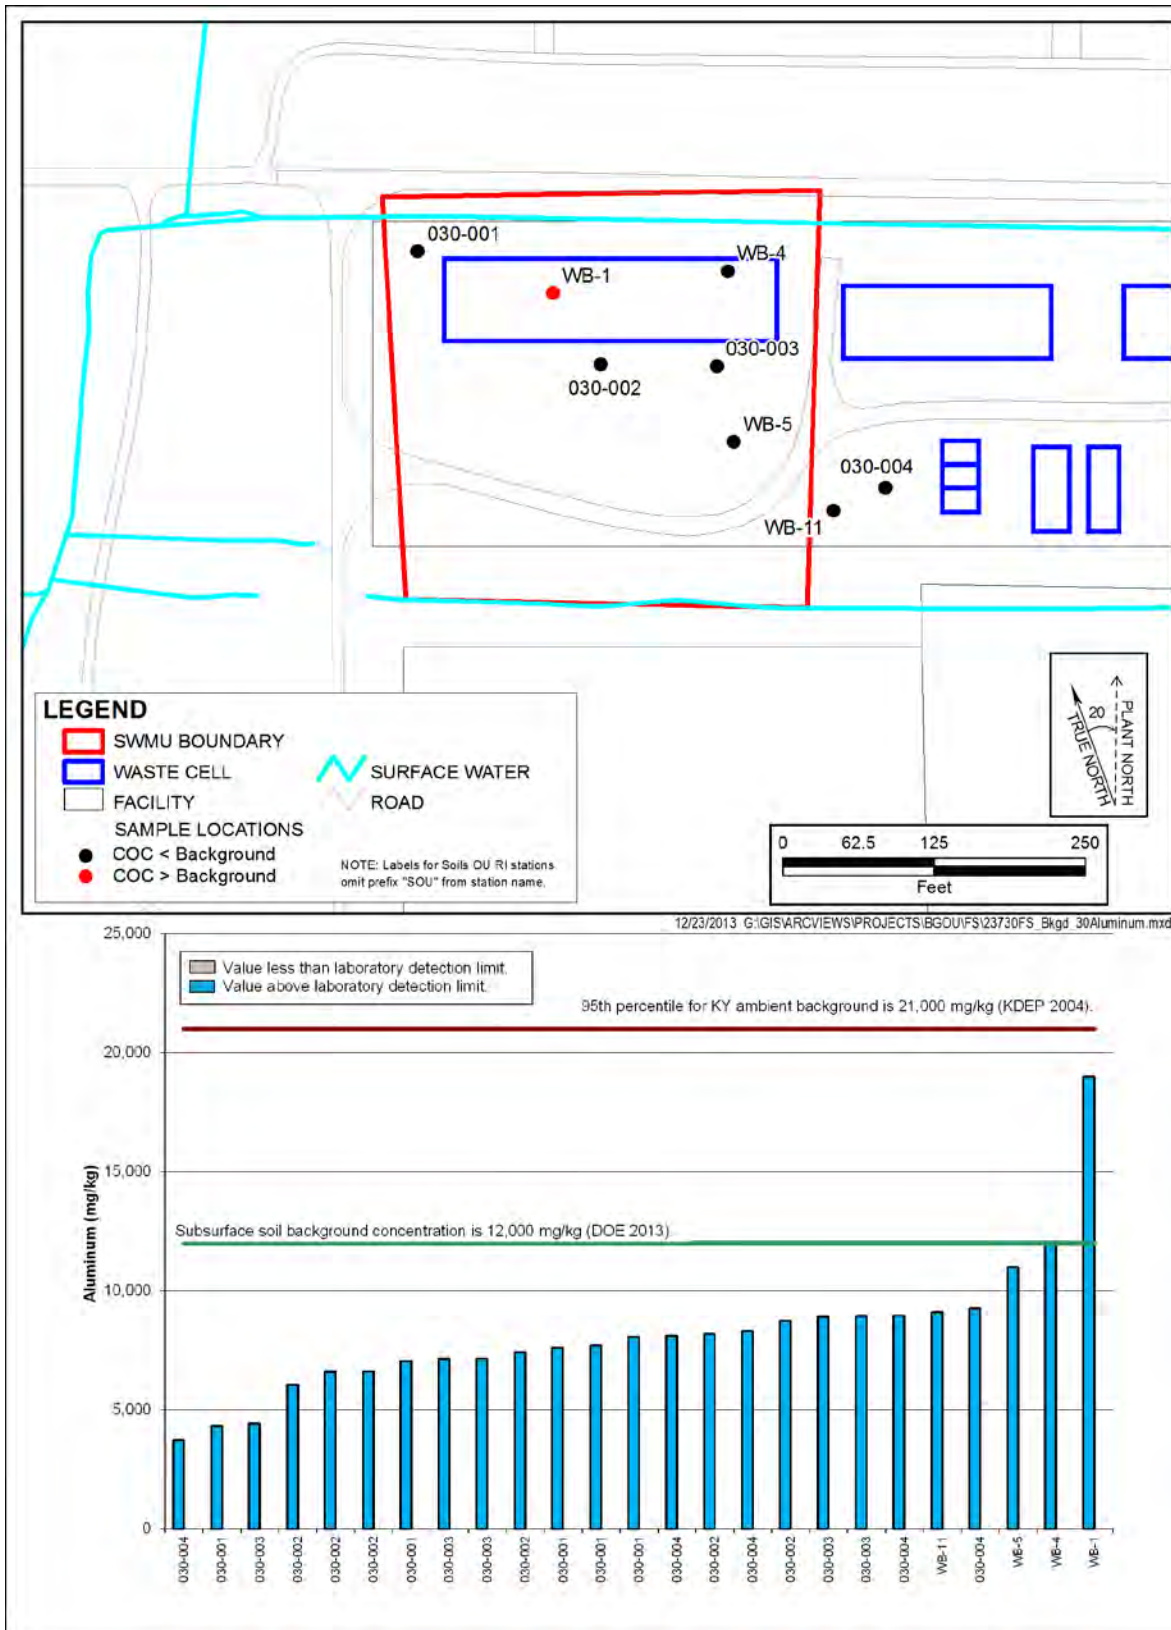 030-001
WB-4
WB-1
030-003
030-002
WB-5
030-004
WB-11
LEGEND
SWMU BOUNDARY
WASTE CELL
SURFACE WATER
FACILITY
ROAD
SAMPLE LOCATIONS
COC < Background
COC > Background
NOTE: Labels for Soils OU RI stations
omit prefix "SOU" from station name.
20
PLANT NORTH
TRUE NORTH
0 62.5 125 250
Feet
12/23/2013 G:\GIS\ARCVIEWS\PROJECTS\BGOU\FS\23730FS_Bkgd_30Aluminum.mxd
25,000
Value less than laboratory detection limit.
Value above laboratory detection limit.
95th percentile for KY ambient background is 21,000 mg/kg (KDEP 2004).
20,000
15,000
Aluminum (mg/kg)
Subsurface soil background concentration is 12,000 mg/kg (DOE 2013)
10,000
5,000
0
030-004
030-001
030-003
030-002
030-002
030-002
030-001
030-003
030-003
030-002
030-001
030-001
030-001
030-004
030-002
030-004
030-002
030-003
030-003
030-004
WB-11
030-004
WB-5
WB-4
WB-1